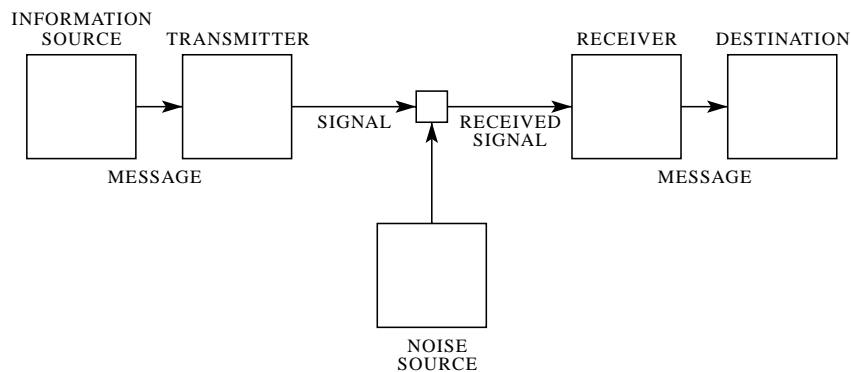 INFORMATION
SOURCE
TRANSMITTER
RECEIVER
DESTINATION
SIGNAL
RECEIVED
SIGNAL
MESSAGE
MESSAGE
NOISE
SOURCE